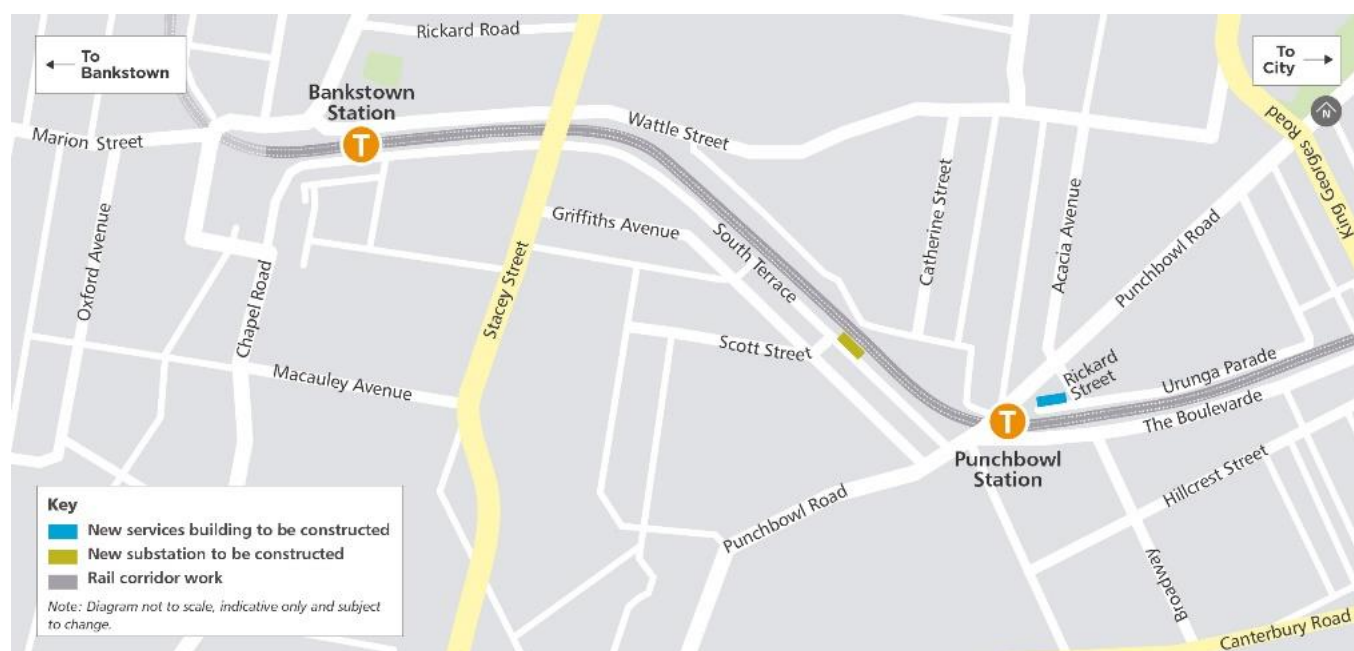 Rickard Road
To
Bankstown
To
City
N
Bankstown
Station
T
Marion Street
Wattle Street
King Georges Road
Oxford Avenue
Chapel Road
Stacey Street
Griffiths Avenue
South Terrace
Catherine Street
Acacia Avenue
Punchbowl Road
Scott Street
Macauley Avenue
Rickard
Street
Urunga Parade
The Boulevarde
T
Punchbowl
Station
Hillcrest Street
Punchbowl Road
Broadway
Canterbury Road
Key
New services building to be constructed
New substation to be constructed
Rail corridor work
Note: Diagram not to scale, indicative only and subject
to change.